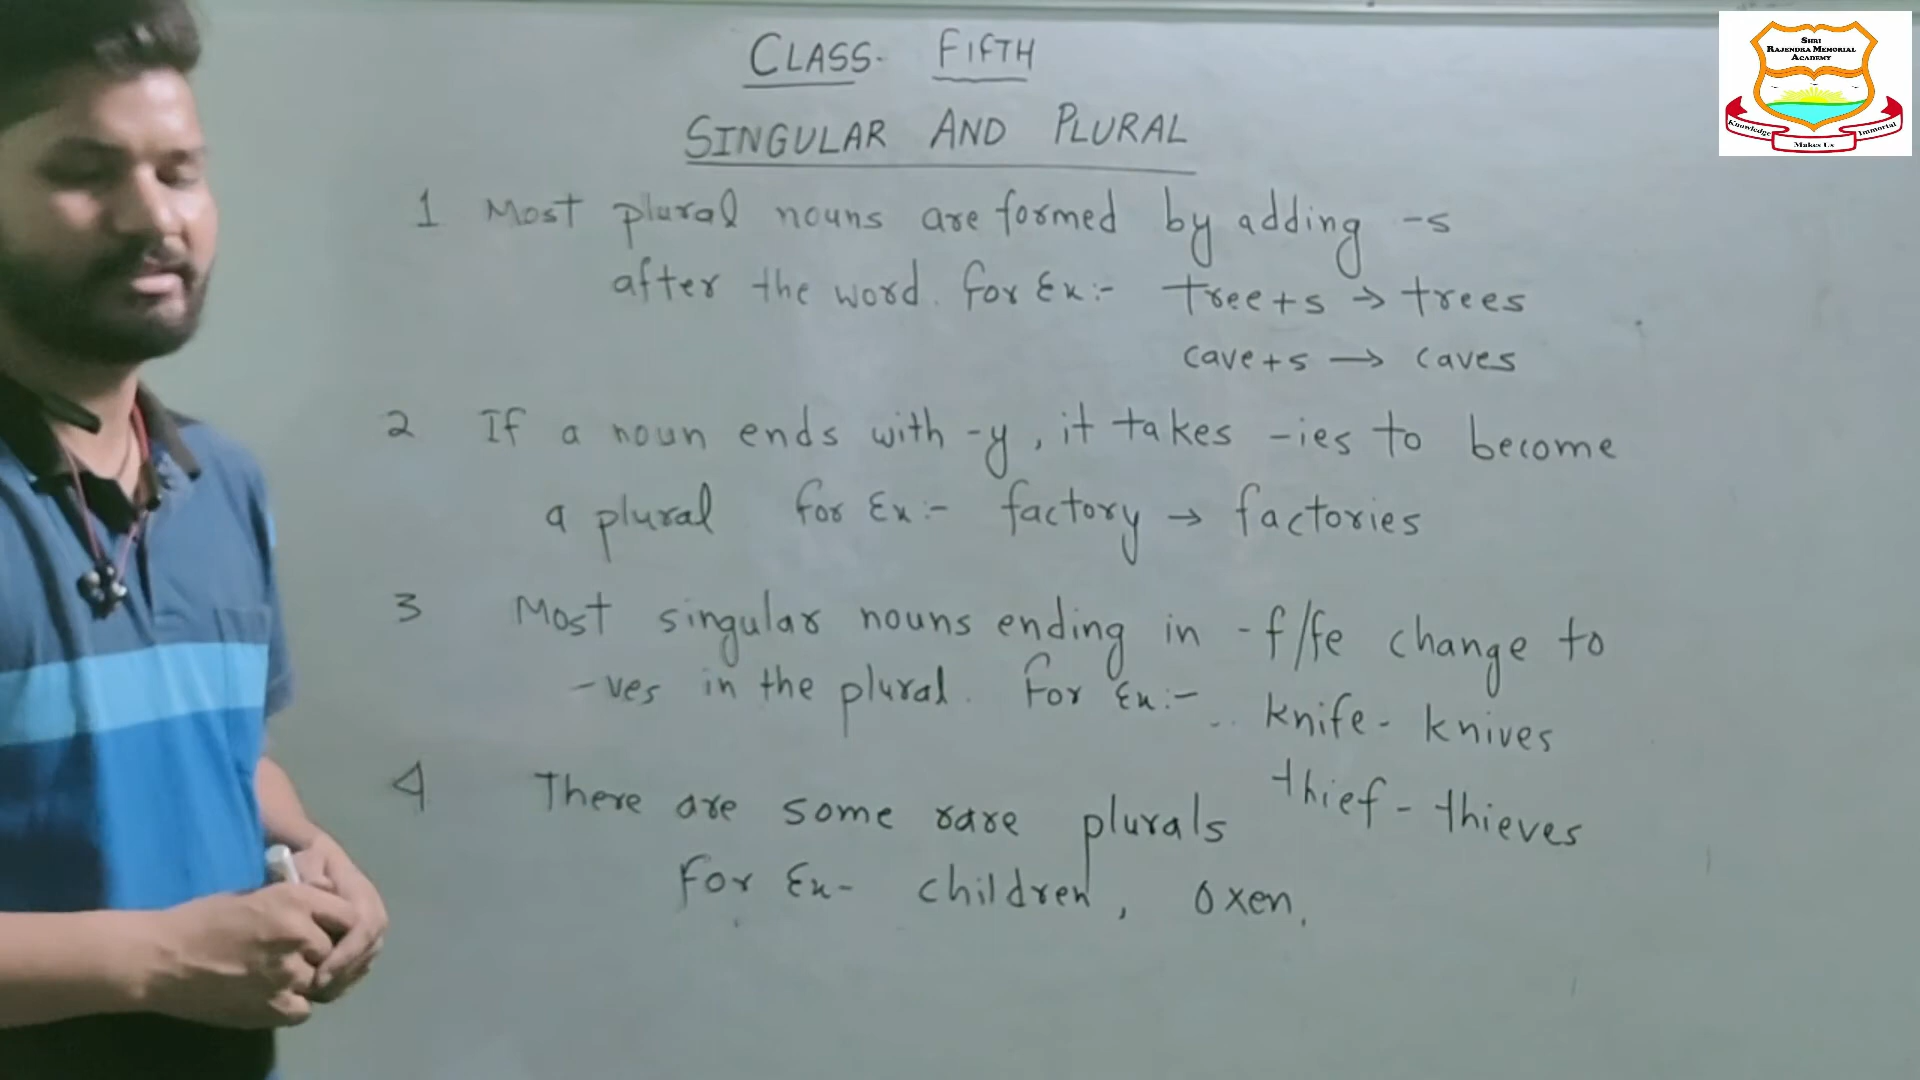 CLASS- FIFTH
SINGULAR AND PLURAL
1 Most plural nouns are formed by adding -s
after the word. For Ex:- tree+s → trees
cave+s → caves
2 If a noun ends with -y, it takes -ies to become
a plural For Ex:- factory → factories
3 Most singular nouns ending in -f/fe change to
-ves in the plural. For Ex:- knife - knives
thief - thieves
4 There are some rare plurals
For Ex- children, oxen.
SHRI
RAJENDRA MEMORIAL
ACADEMY
Knowledge Makes Us Immortal